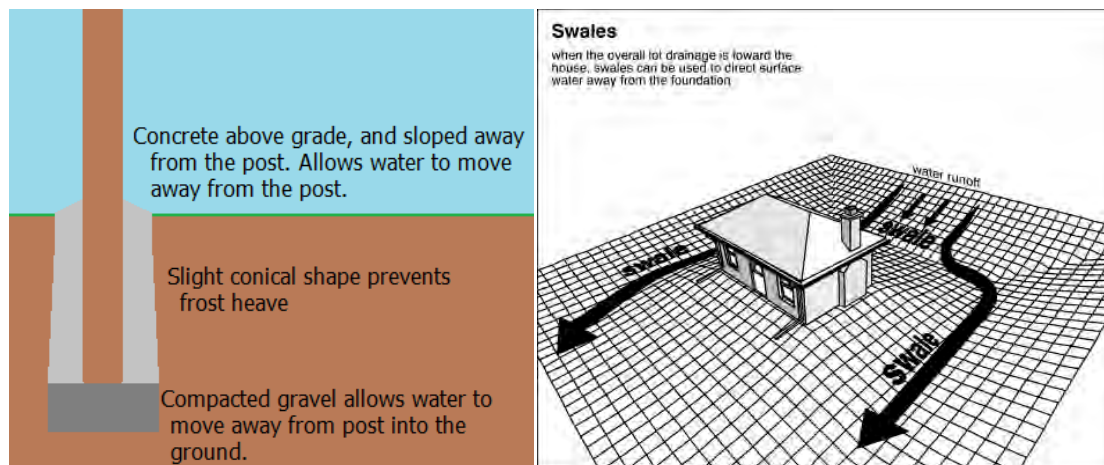 Concrete above grade, and sloped away
from the post. Allows water to move
away from the post.
Slight conical shape prevents
frost heave
Compacted gravel allows water to
move away from post into the
ground.
Swales
when the overall lot drainage is toward the
house, swales can be used to direct surface
water away from the foundation
water runoff
swale
swale
Swale